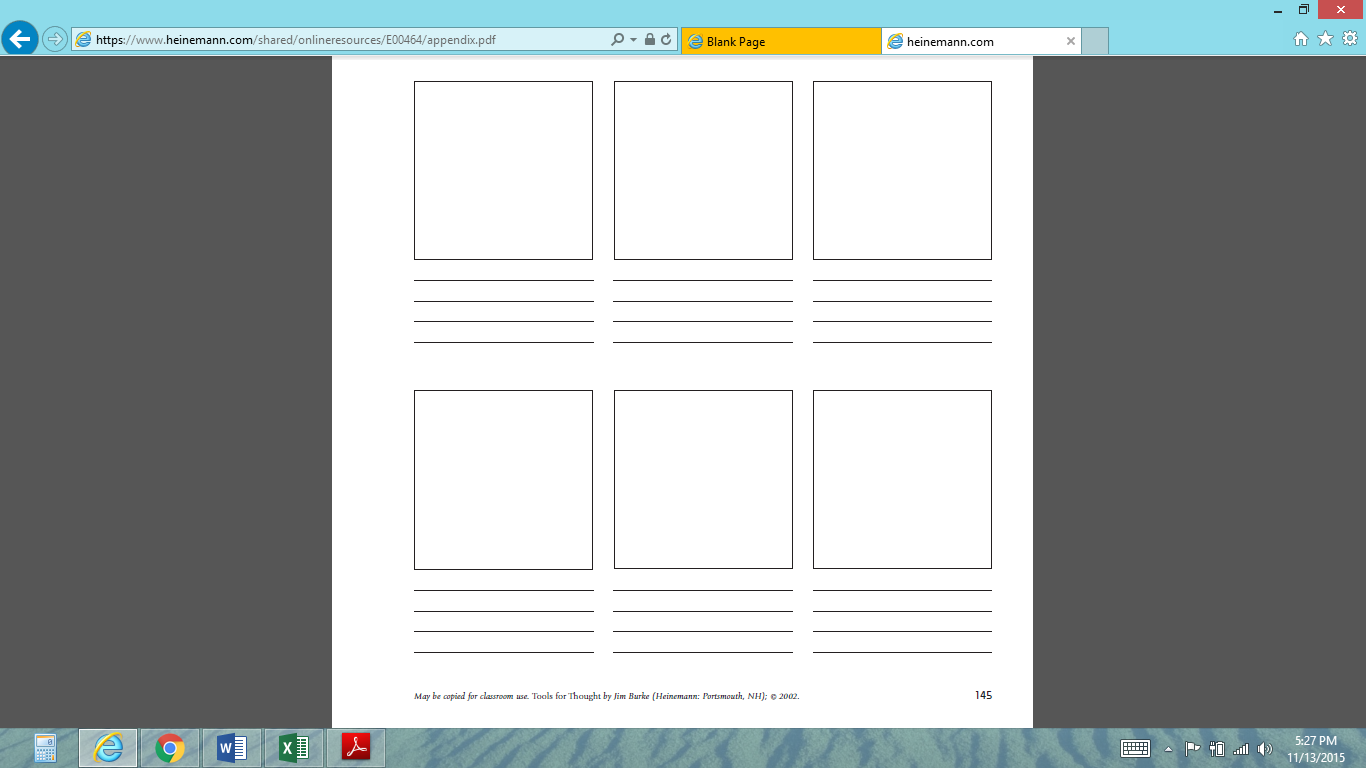 https://www.heinemann.com/shared/onlineresources/E00464/appendix.pdf
Blank Page
heinemann.com
May be copied for classroom use. Tools for Thought by Jim Burke (Heinemann: Portsmouth, NH); © 2002.
145
5:27 PM
11/13/2015